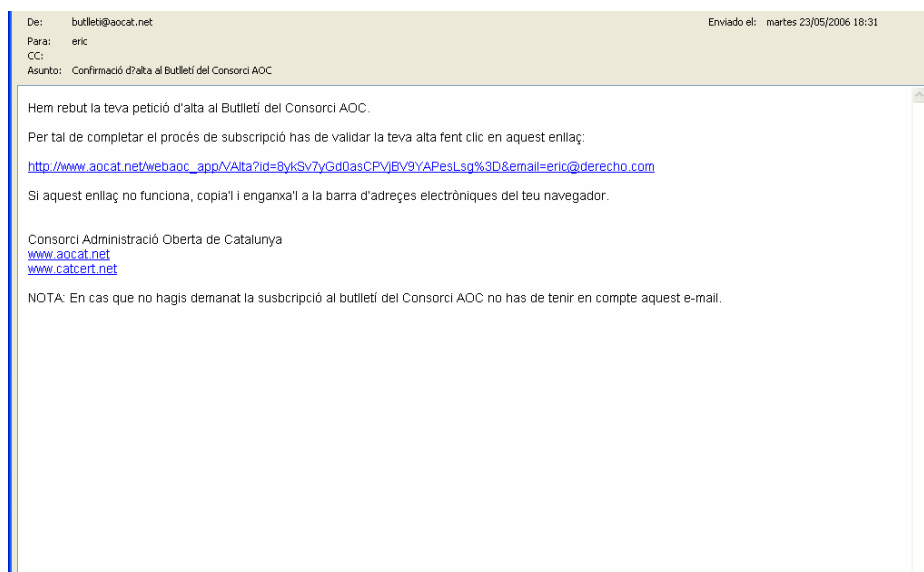 De: butlleti@aocat.net Enviado el: martes 23/05/2006 18:31
Para: eric
CC:
Asunto: Confirmació d?alta al Butlletí del Consorci AOC
Hem rebut la teva petició d'alta al Butlletí del Consorci AOC.
Per tal de completar el procés de subscripció has de validar la teva alta fent clic en aquest enllaç:
http://www.aocat.net/webaoc_app/VAlta?id=8ykSv7yGd0asCPVjBV9YAPesLsg%3D&email=eric@derecho.com
Si aquest enllaç no funciona, copia'l i enganxa'l a la barra d'adreçes electròniques del teu navegador.
Consorci Administració Oberta de Catalunya
www.aocat.net
www.catcert.net
NOTA: En cas que no hagis demanat la susbcripció al butlletí del Consorci AOC no has de tenir en compte aquest e-mail.